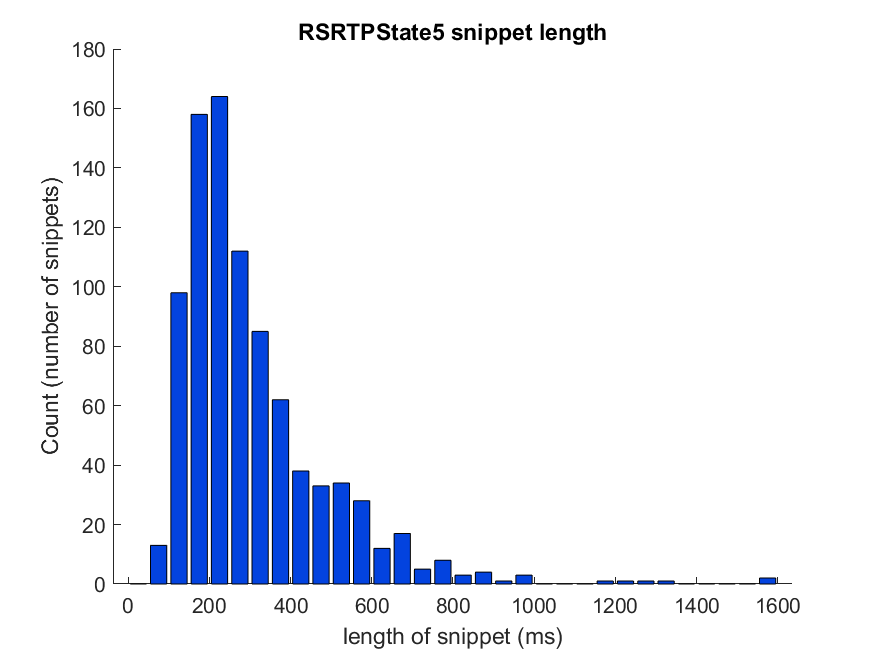 RSRTPState5 snippet length
180
160
140
120
100
80
60
40
20
0
Count (number of snippets)
0 200 400 600 800 1000 1200 1400 1600
length of snippet (ms)